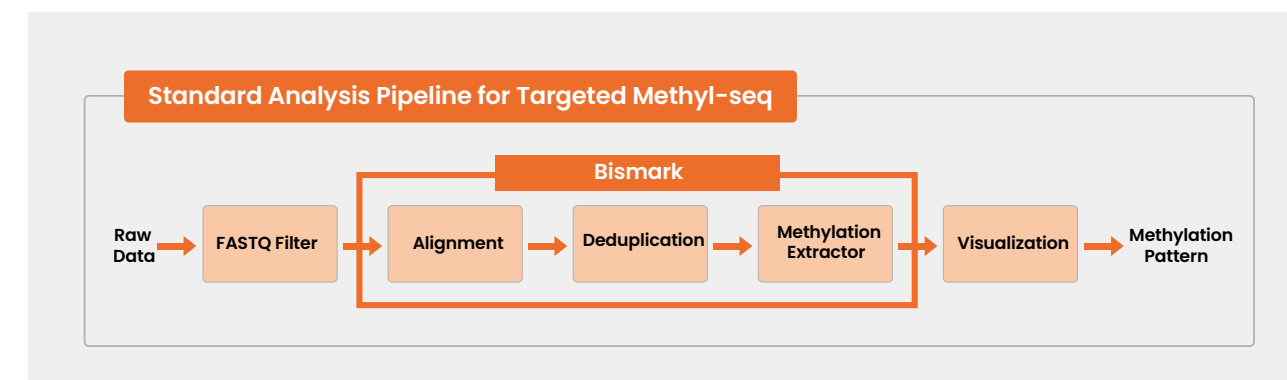 Standard Analysis Pipeline for Targeted Methyl-seq
Bismark
Raw
Data
FASTQ Filter
Alignment
Deduplication
Methylation
Extractor
Visualization
Methylation
Pattern